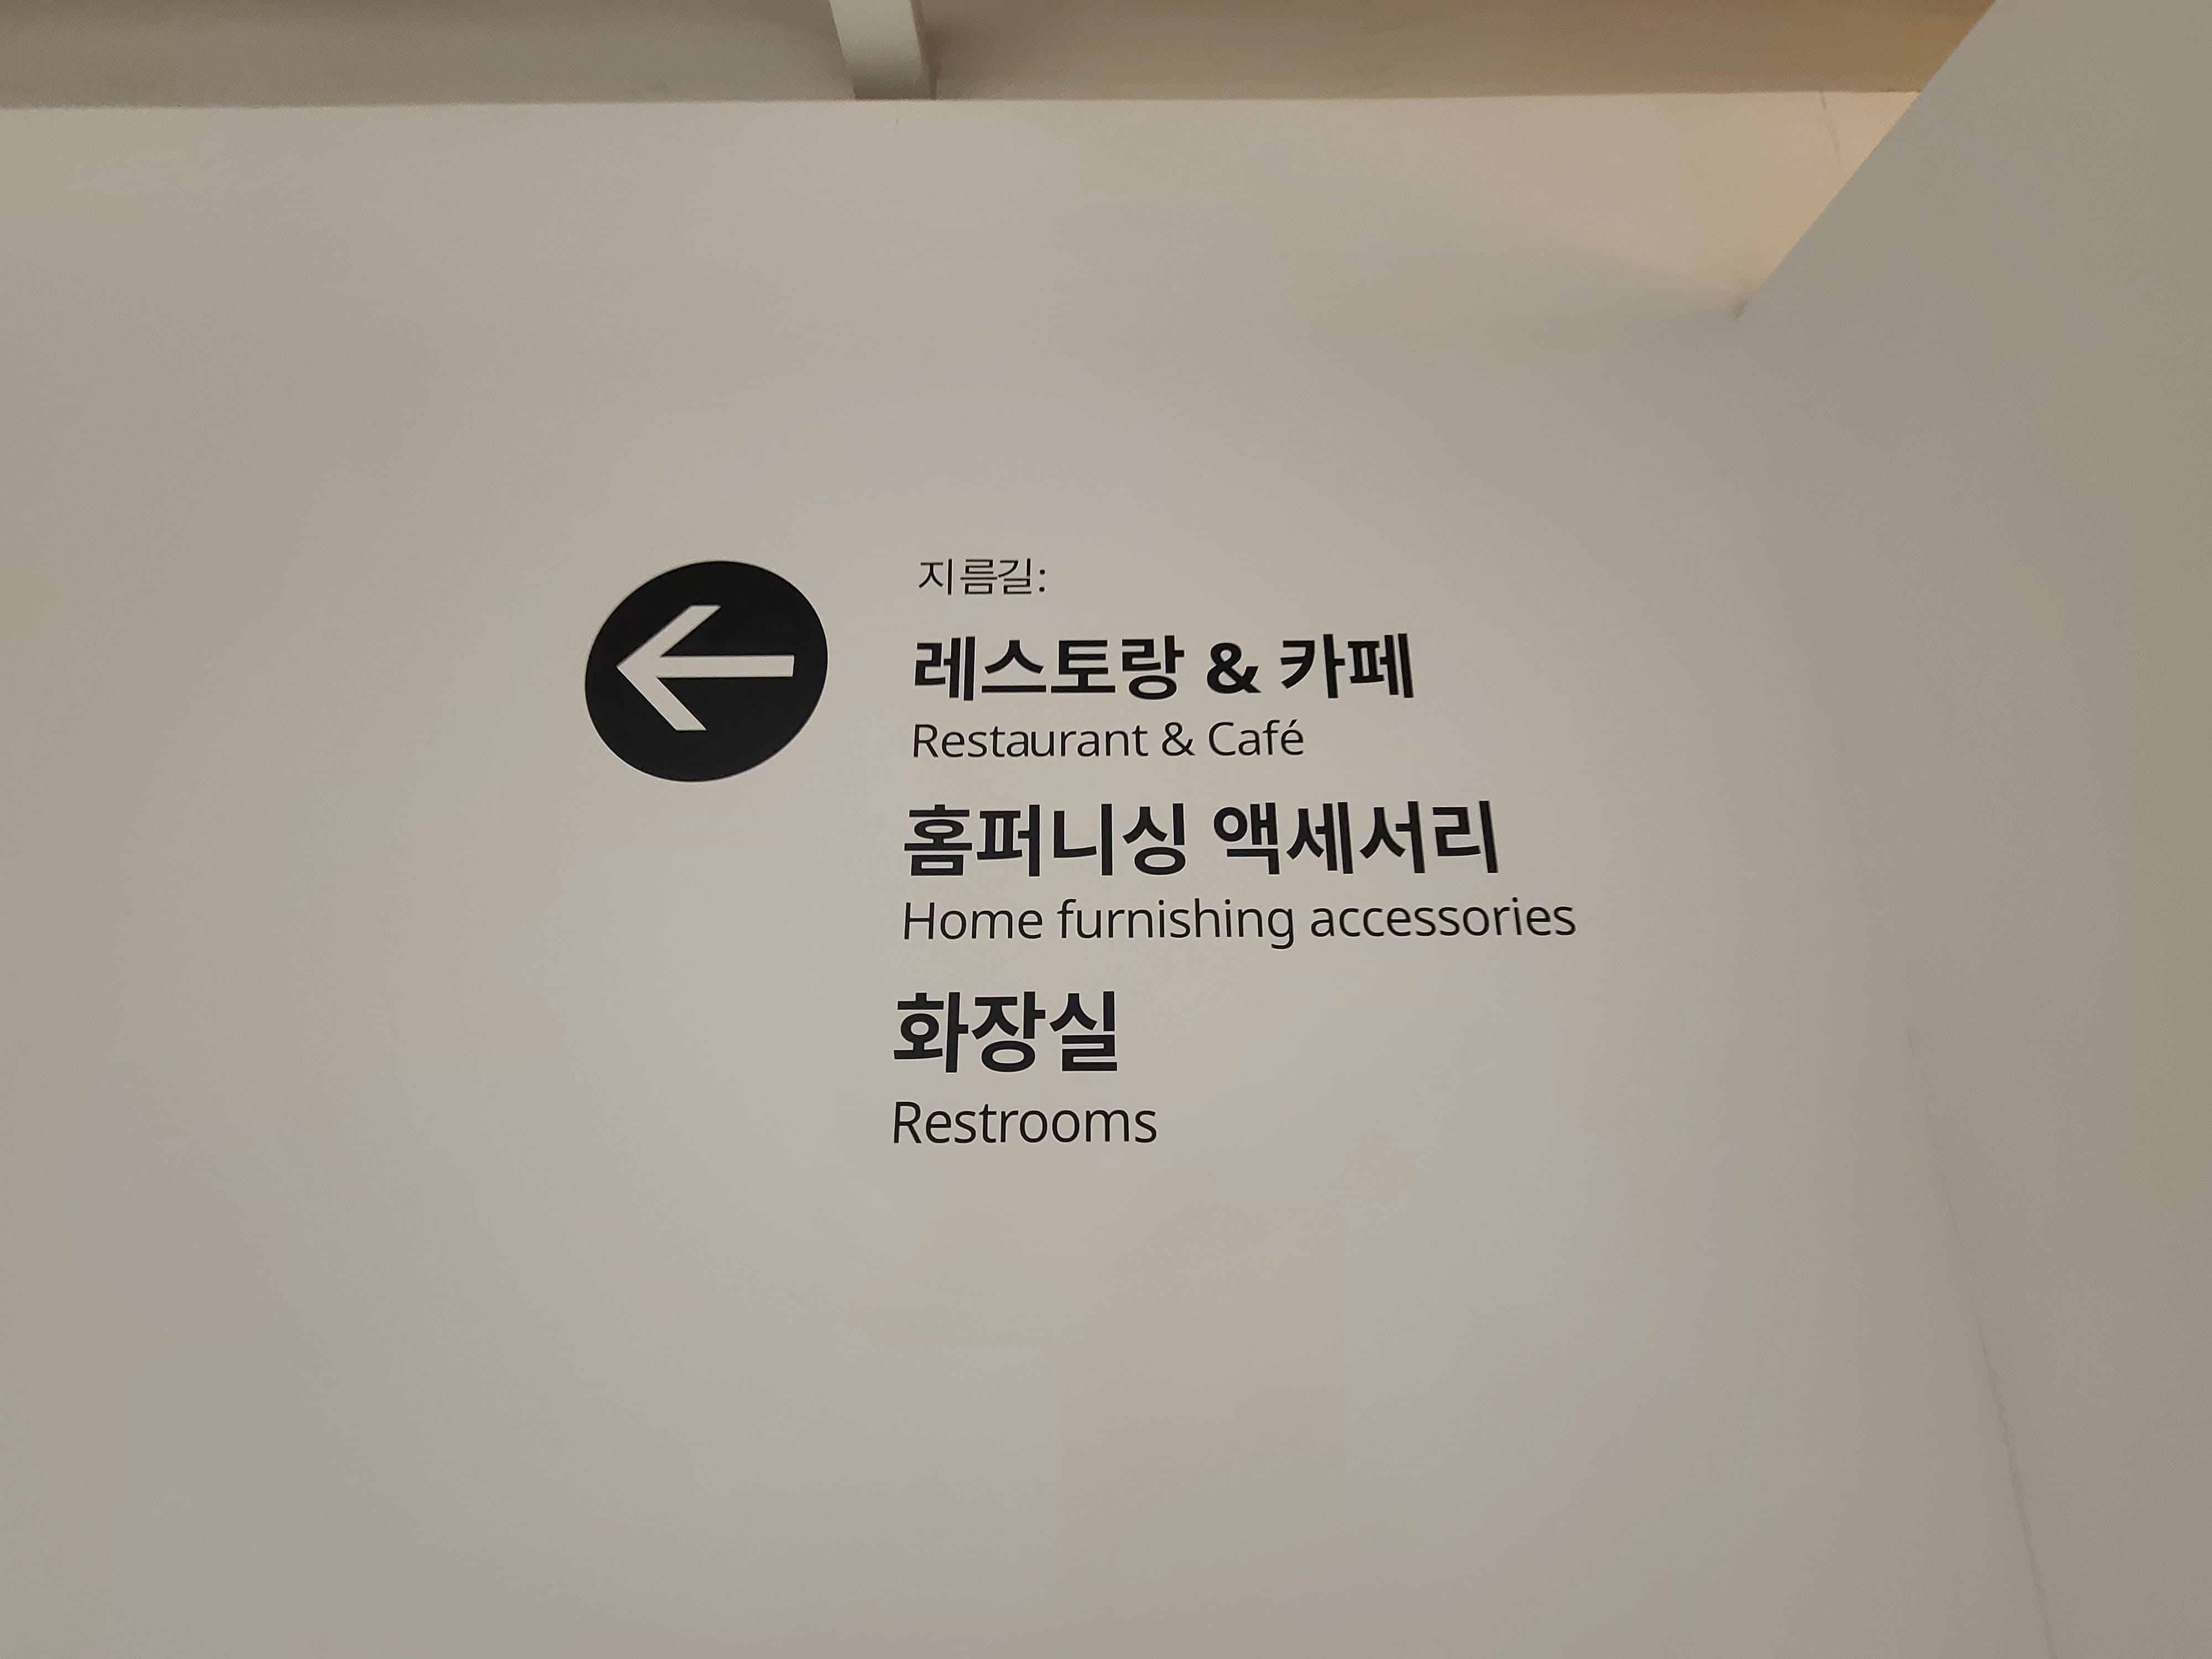 지름길:
레스토랑 & 카페
Restaurant & Café
홈퍼니싱 액세서리
Home furnishing accessories
화장실
Restrooms